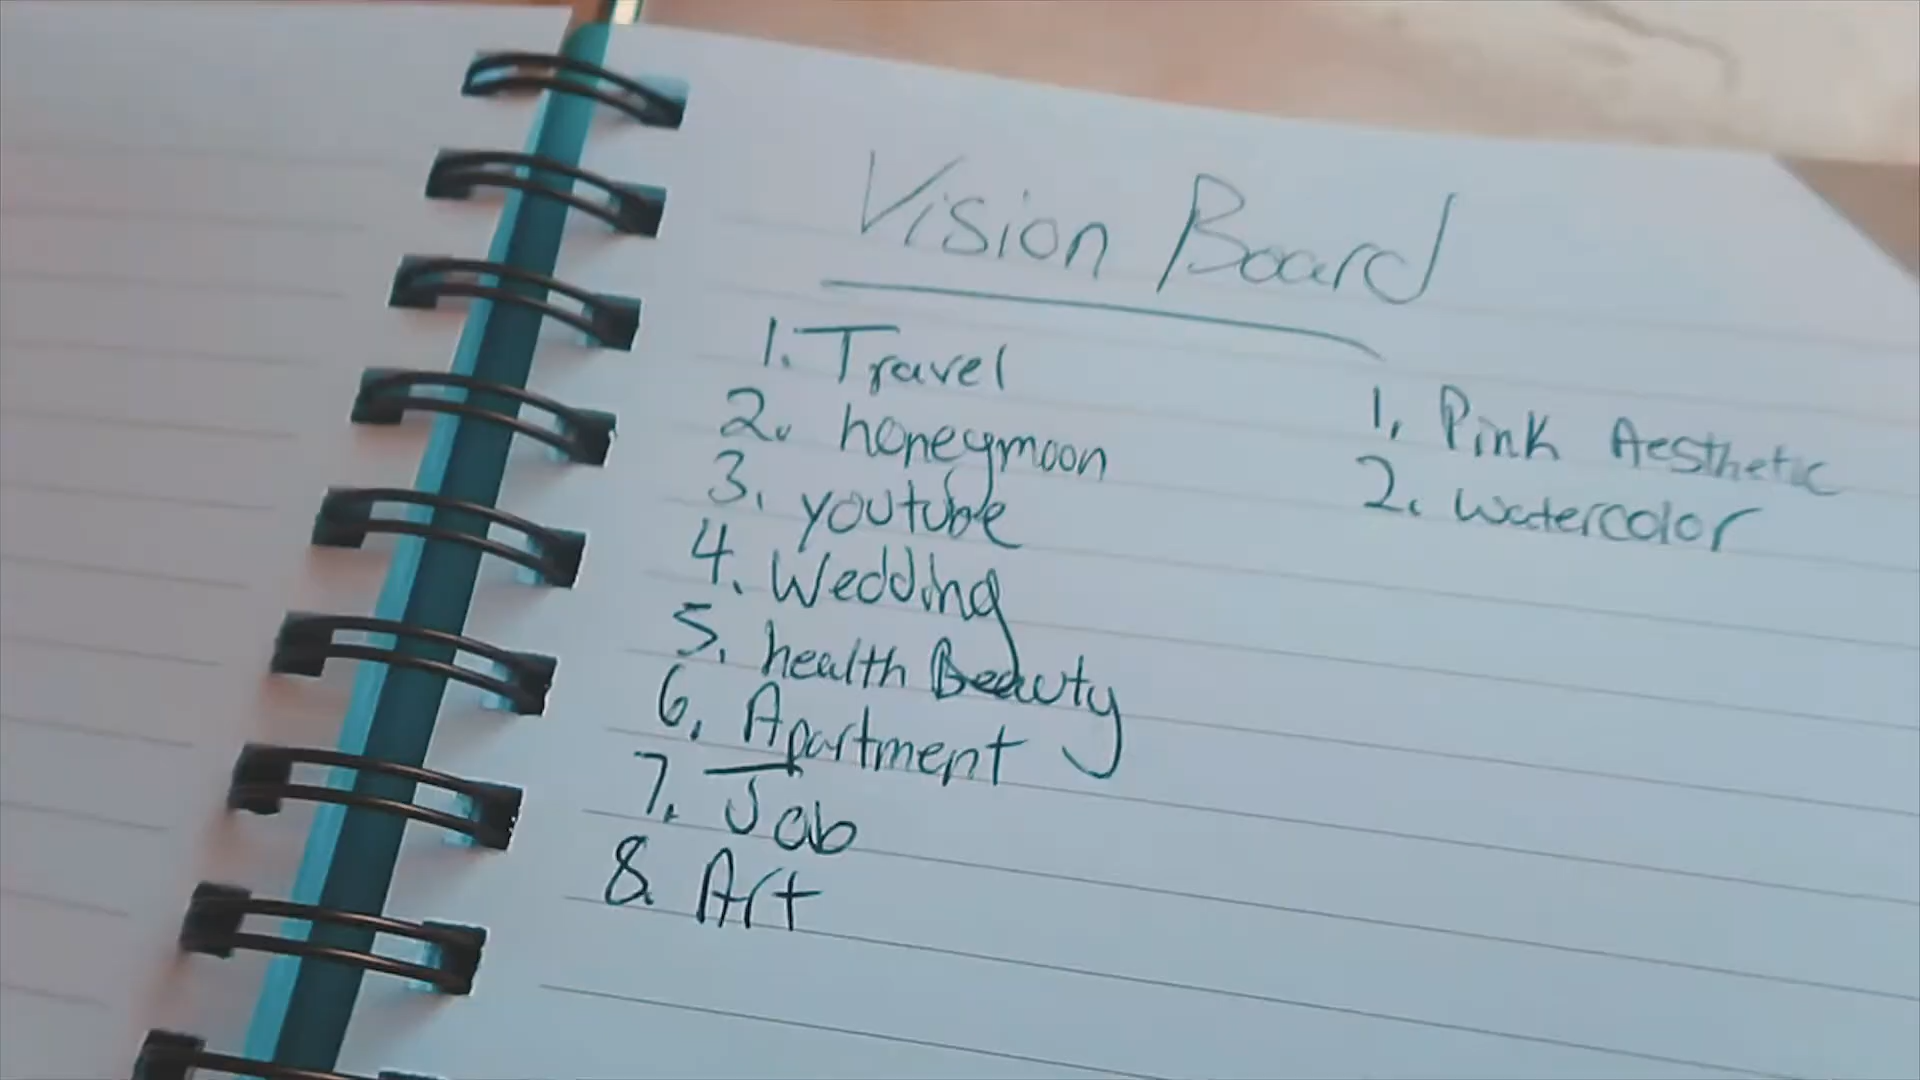 Vision Board
1. Travel
2. honeymoon
3. youtube
4. Wedding
5. health Beauty
6. Apartment
7. Job
8. Art
1. Pink Aesthetic
2. watercolor